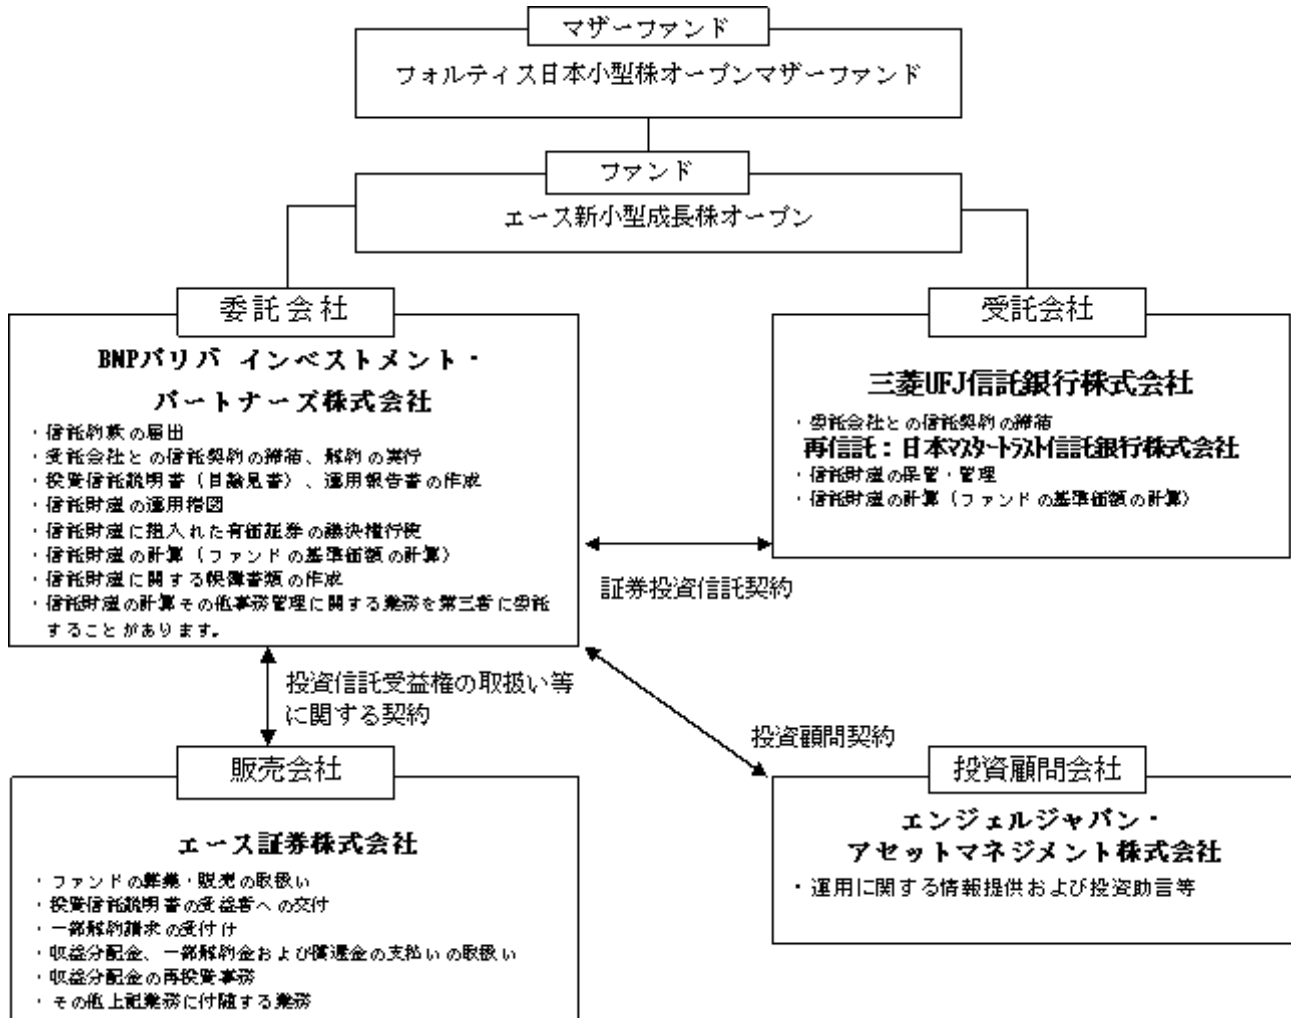 マザーファンド
フォルティス日本小型株オープンマザーファンド
ファンド
エース新小型成長株オープン
委託会社
BNPパリバ インベストメント・
パートナーズ株式会社
・信託約款の届出
・受託会社との信託契約の締結、解約の実行
・投資信託説明書（目論見書）、運用報告書の作成
・信託財産の運用指図
・信託財産に組入れた有価証券の議決権行使
・信託財産の計算（ファンドの基準価額の計算）
・信託財産に関する帳簿書類の作成
・信託財産の計算その他事務管理に関する業務を第三者に委託
することがあります。
受託会社
三菱UFJ信託銀行株式会社
・委託会社との信託契約の締結
再信託：日本マスタートラスト信託銀行株式会社
・信託財産の保管・管理
・信託財産の計算（ファンドの基準価額の計算）
証券投資信託契約
投資信託受益権の取扱い等
に関する契約
投資顧問契約
販売会社
エース証券株式会社
・ファンドの募集・販売の取扱い
・投資信託説明書の受益者への交付
・一部解約請求の受付け
・収益分配金、一部解約金および償還金の支払いの取扱い
・収益分配金の再投資事務
・その他上記業務に付随する業務
投資顧問会社
エンジェルジャパン・
アセットマネジメント株式会社
・運用に関する情報提供および投資助言等